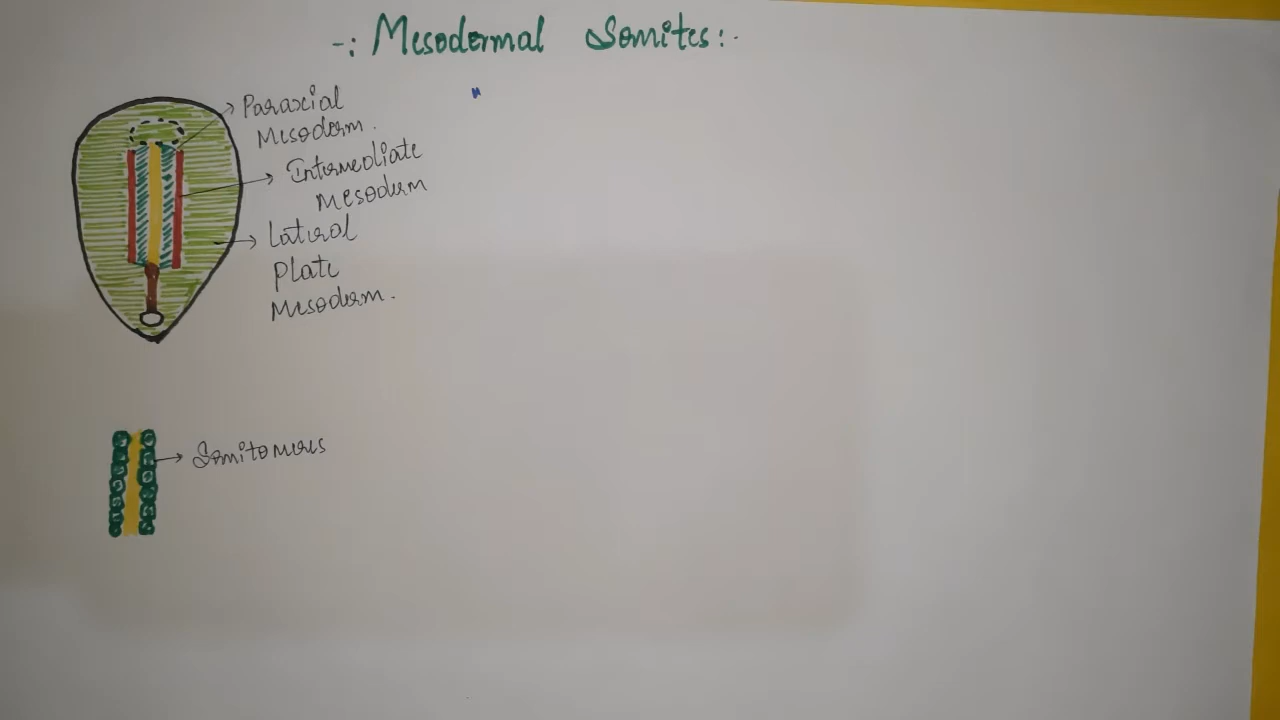 -: Mesodermal Somites:-
Paraxial
Mesoderm.
Intermediate
Mesoderm
Lateral
Plate
Mesoderm.
Somitomeres